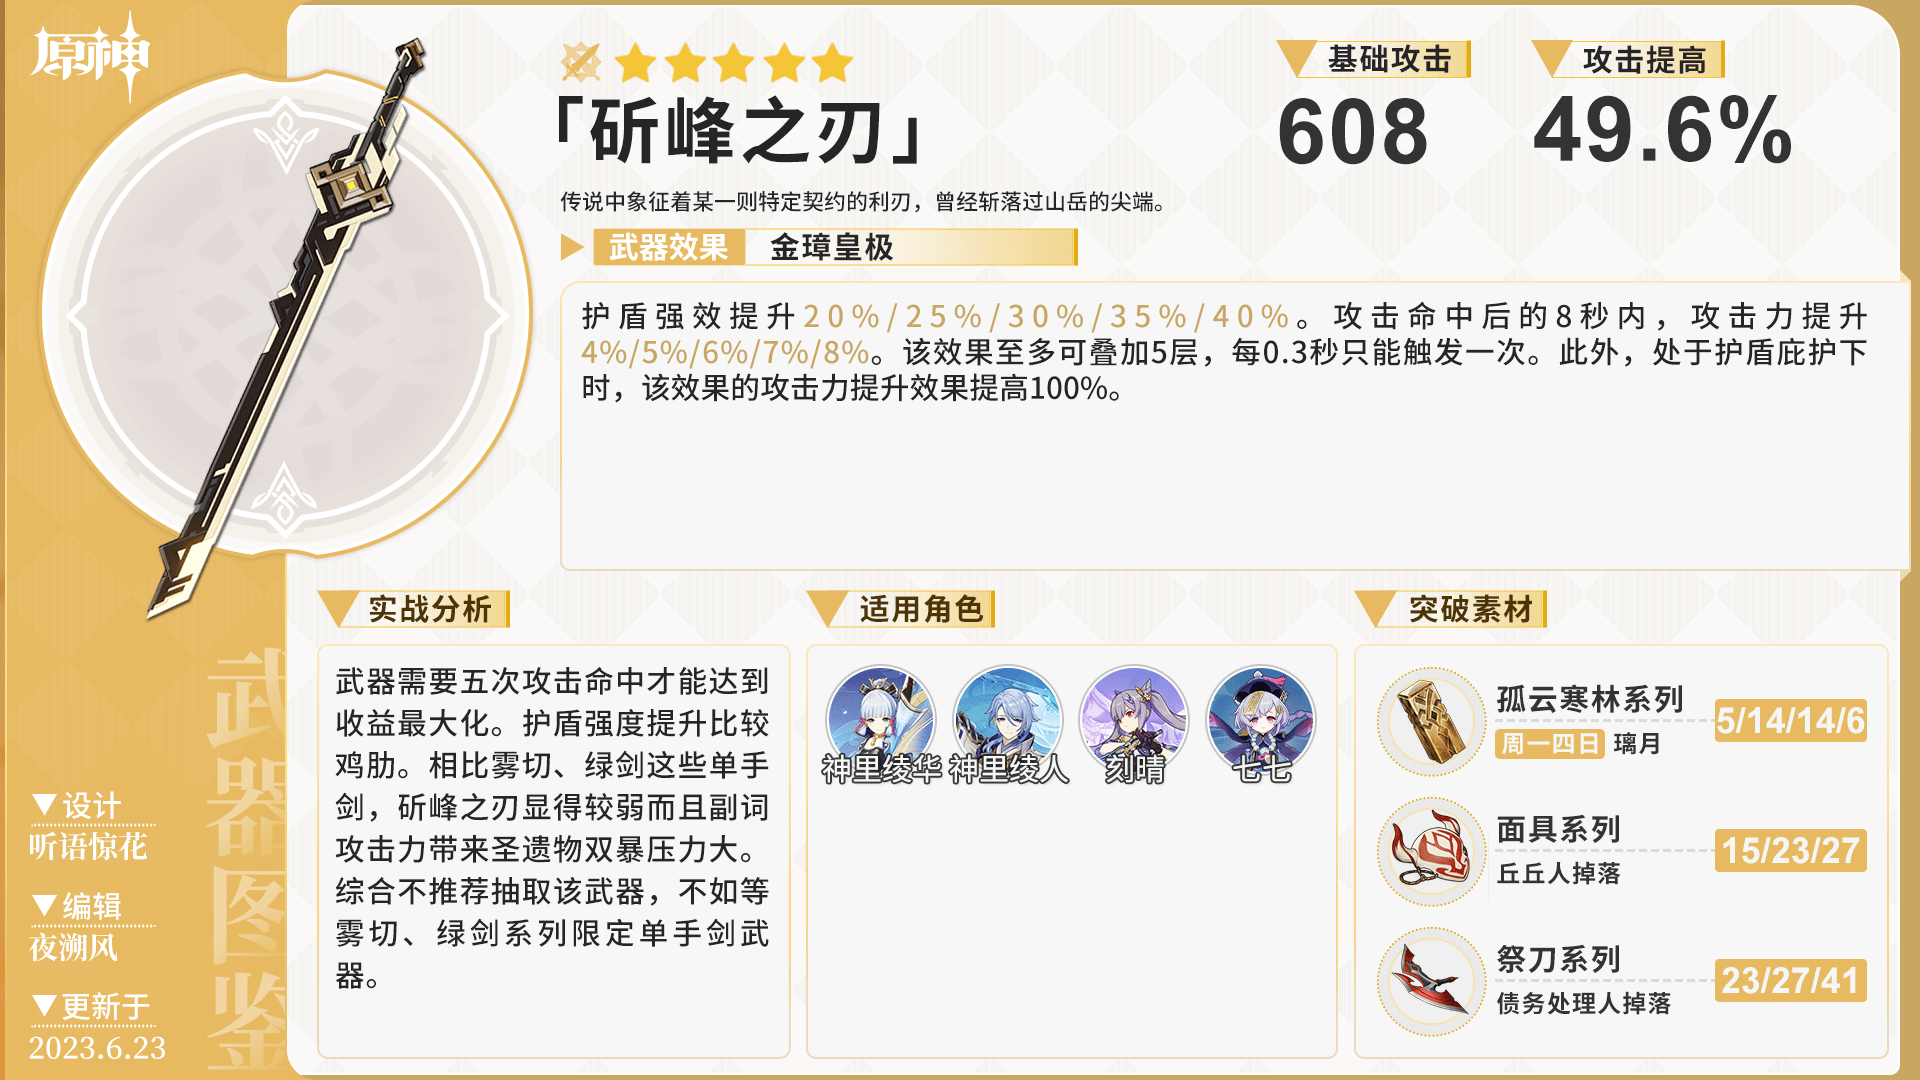 原神
「斫峰之刃」
传说中象征着某一则特定契约的利刃，曾经斩落过山岳的尖端。
基础攻击
608
攻击提高
49.6%
武器效果 金璋皇极
护盾强效提升20%/25%/30%/35%/40%。攻击命中后的8秒内，攻击力提升
4%/5%/6%/7%/8%。该效果至多可叠加5层，每0.3秒只能触发一次。此外，处于护盾庇护下
时，该效果的攻击力提升效果提高100%。
实战分析
武器需要五次攻击命中才能达到
收益最大化。护盾强度提升比较
鸡肋。相比雾切、绿剑这些单手
剑，斫峰之刃显得较弱而且副词
攻击力带来圣遗物双暴压力大。
综合不推荐抽取该武器，不如等
雾切、绿剑系列限定单手剑武
器。
适用角色
神里绫华 神里绫人 刻晴 七七
突破素材
孤云寒林系列
周一四日 璃月
5/14/14/6
面具系列
丘丘人掉落
15/23/27
祭刀系列
债务处理人掉落
23/27/41
武器图鉴
▼设计
听语惊花
▼编辑
夜溯风
▼更新于
2023.6.23